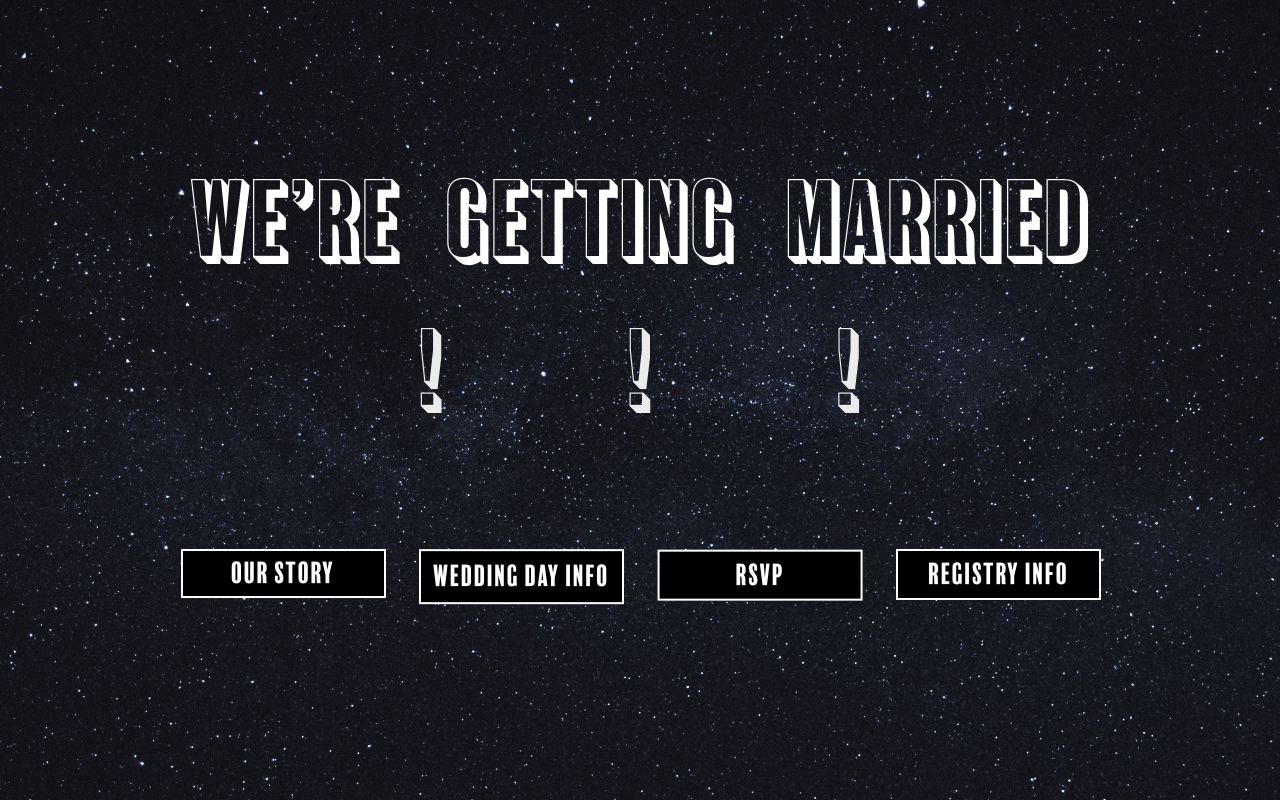 WE’RE GETTING MARRIED
! ! !
OUR STORY
WEDDING DAY INFO
RSVP
REGISTRY INFO